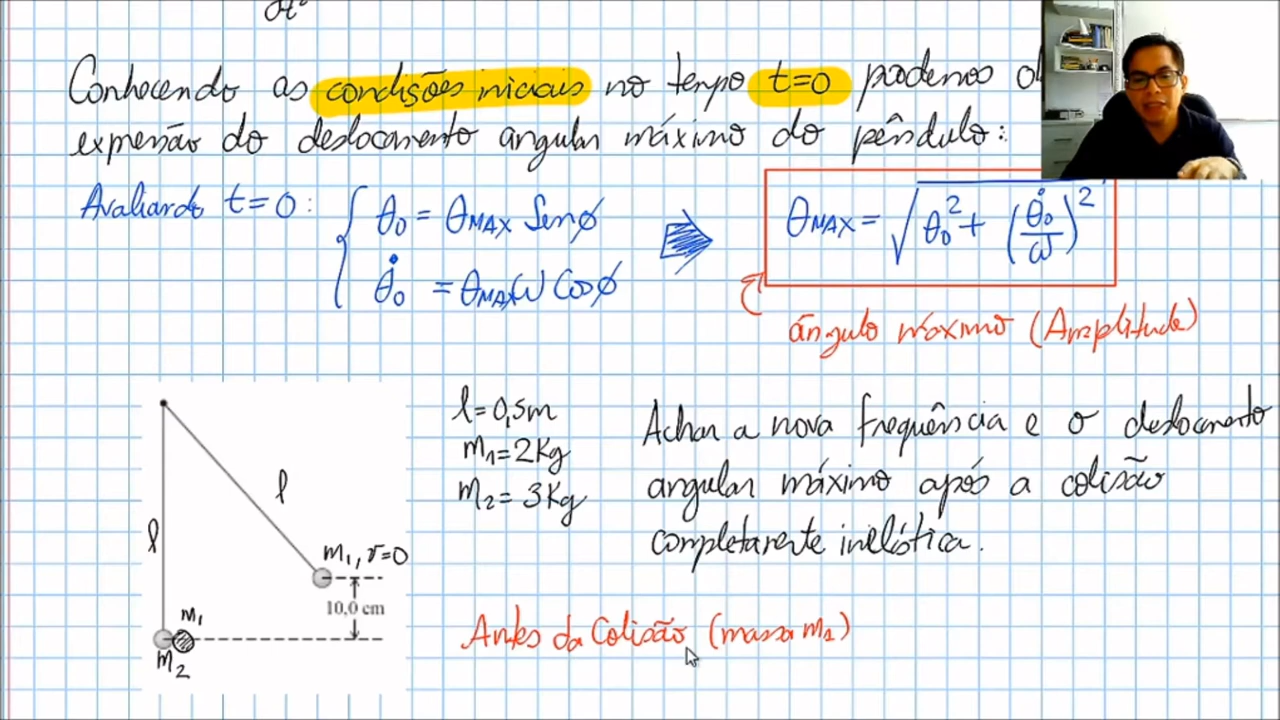 Conhecendo as condições iniciais no tempo t=0 podemos
expressão do deslocamento angular máximo do pêndulo:
Avaliando t=0: { θ₀ = θMAX Senϕ
θ̇₀ = θMAX ω Cosϕ
θMAX = √(θ₀² + (θ̇₀/ω)²)
ângulo máximo (Amplitude)
l
l
m₁, v=0
10,0 cm
m₁
m₂
l=0,5m
m₁=2Kg
m₂=3Kg
Achar a nova frequência e o deslocamento
angular máximo após a colisão
completamente inelástica.
Antes da Colisão (massa m₁)